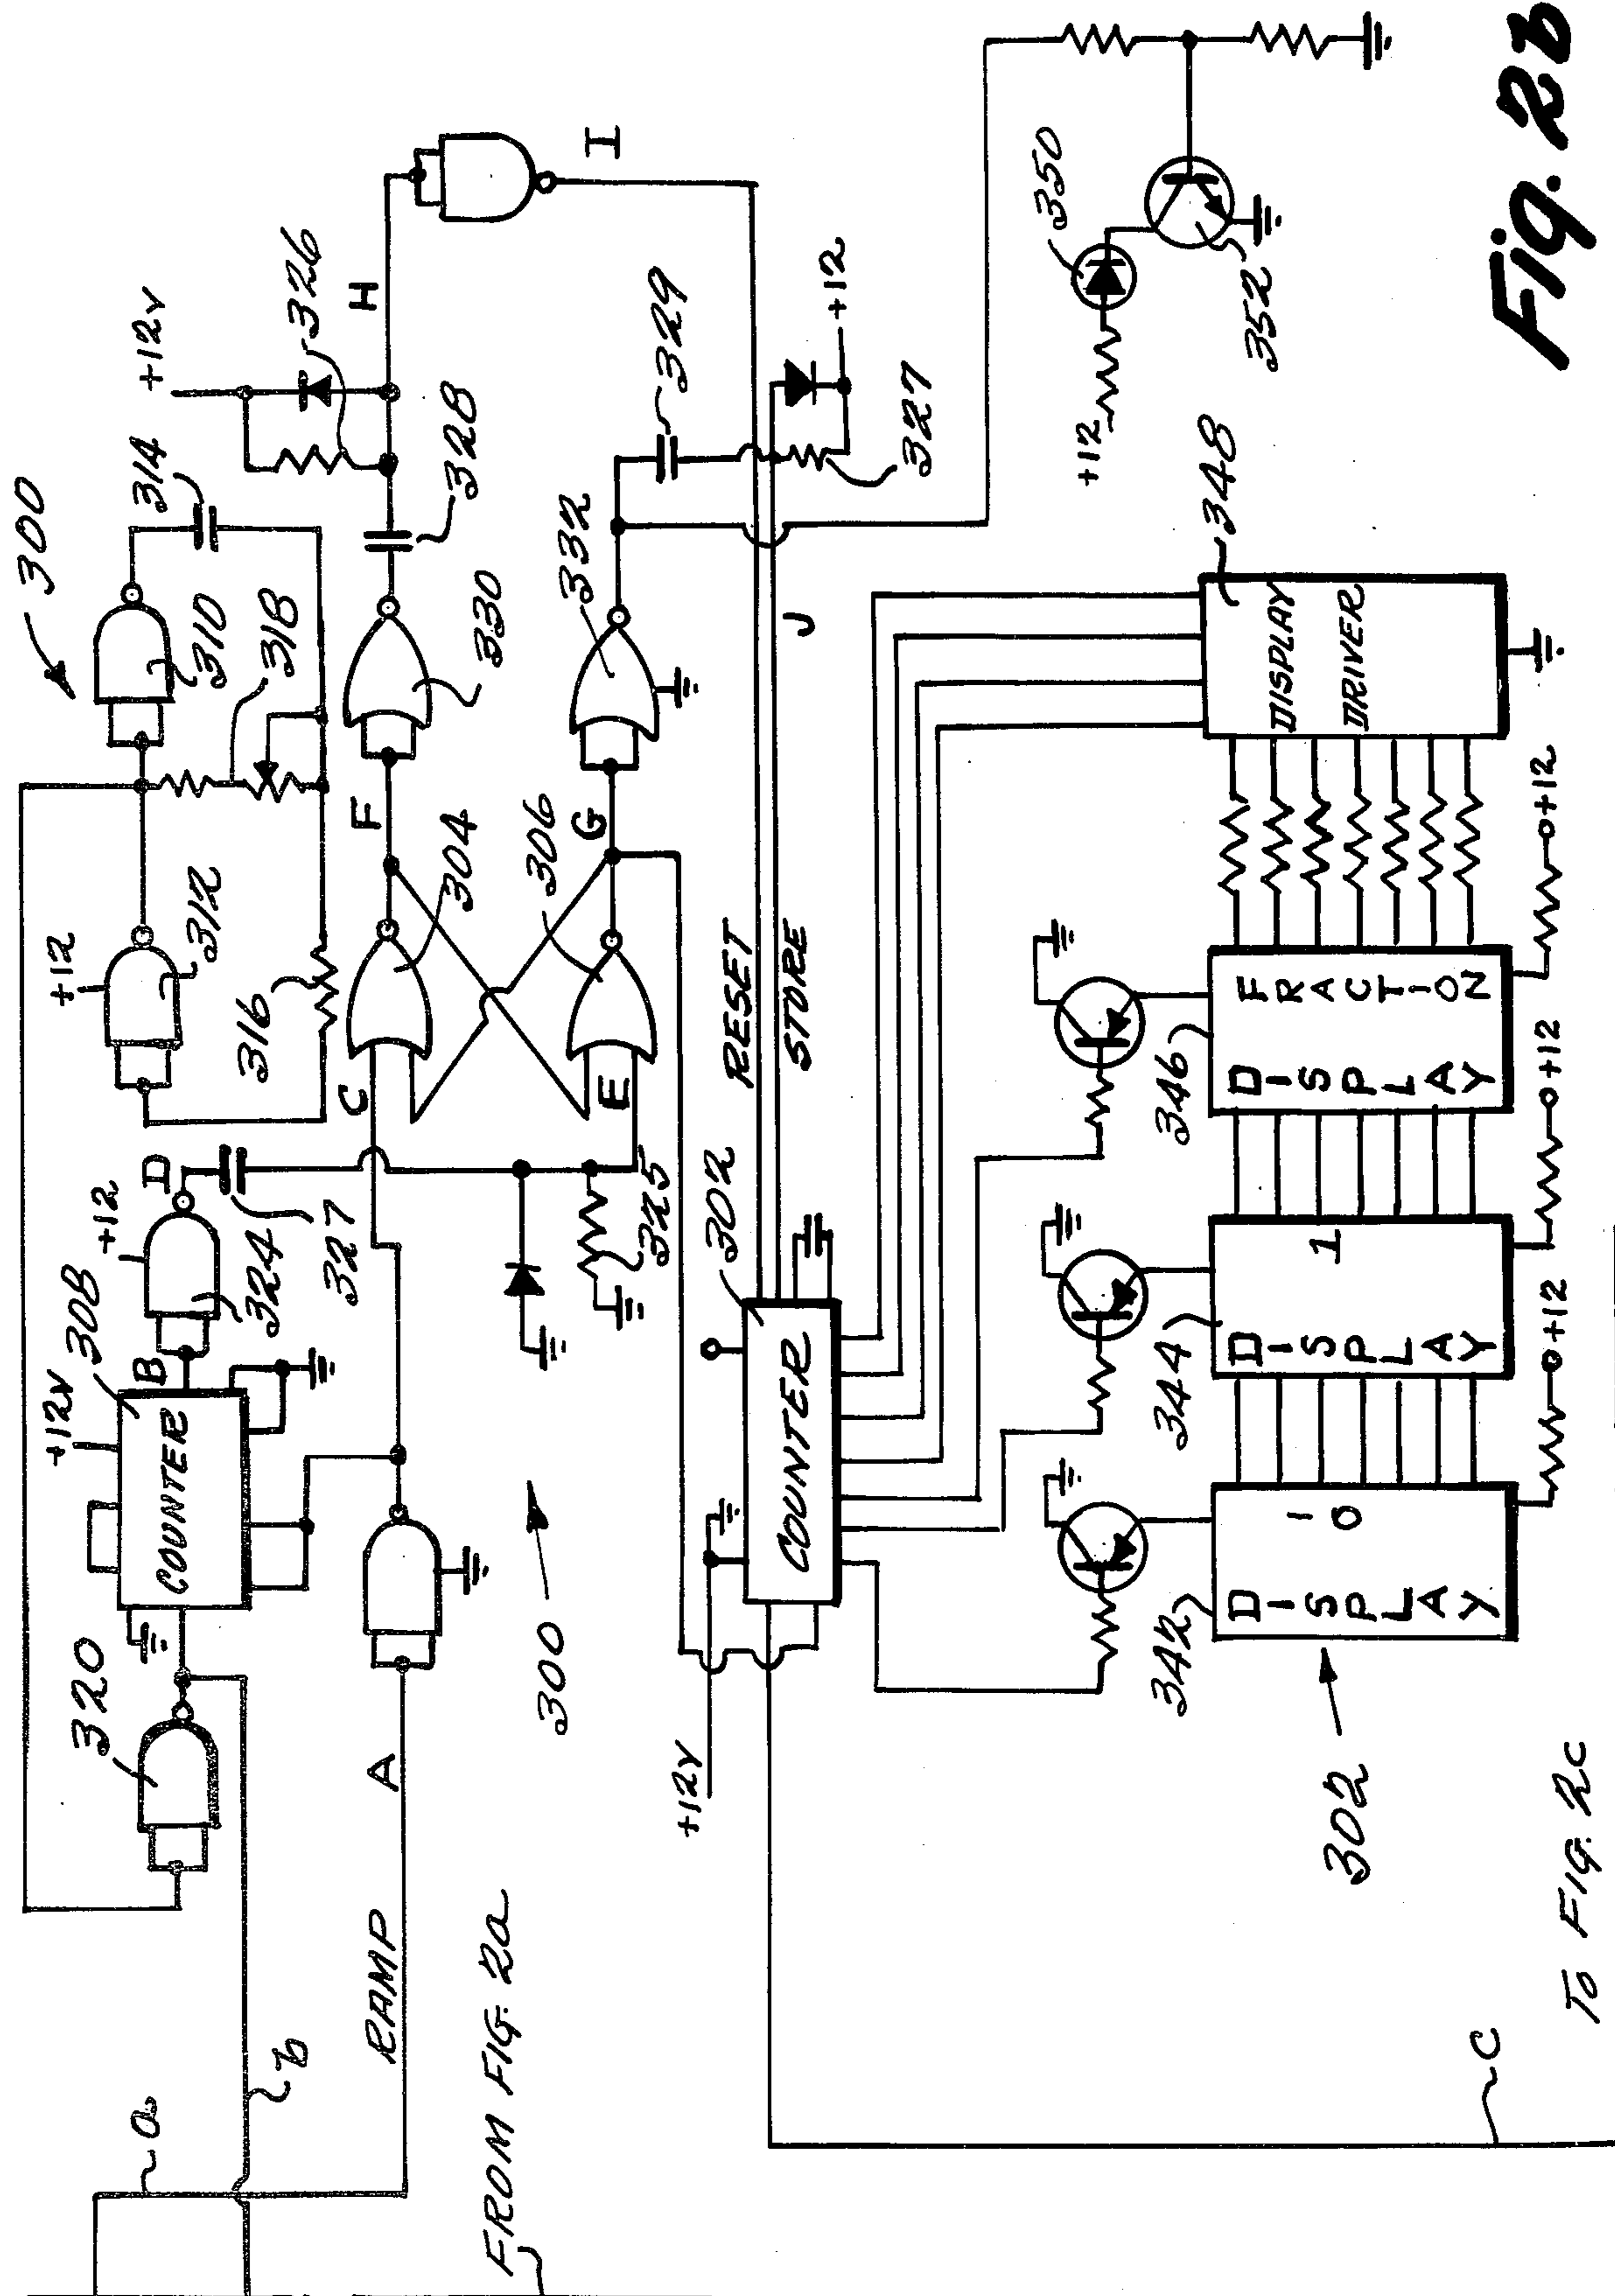 300
+12V
314
326
310
318
H
328
330
I
+12
312
316
F
304
C
+12V
308
+12
D
B
324
327
COUNTER
320
a
b
RAMP
A
FROM FIG. 2a
300
325
E
306
G
332
329
+12
327
J
RESET
STORE
302
COUNTER
+12V
350
+12
352
348
DISPLAY
DRIVER
346
DISPLAY
FRACTION
+12
344
DISPLAY
1
+12
342
DISPLAY
10
+12
302
C
TO FIG. 2c
Fig. 2B